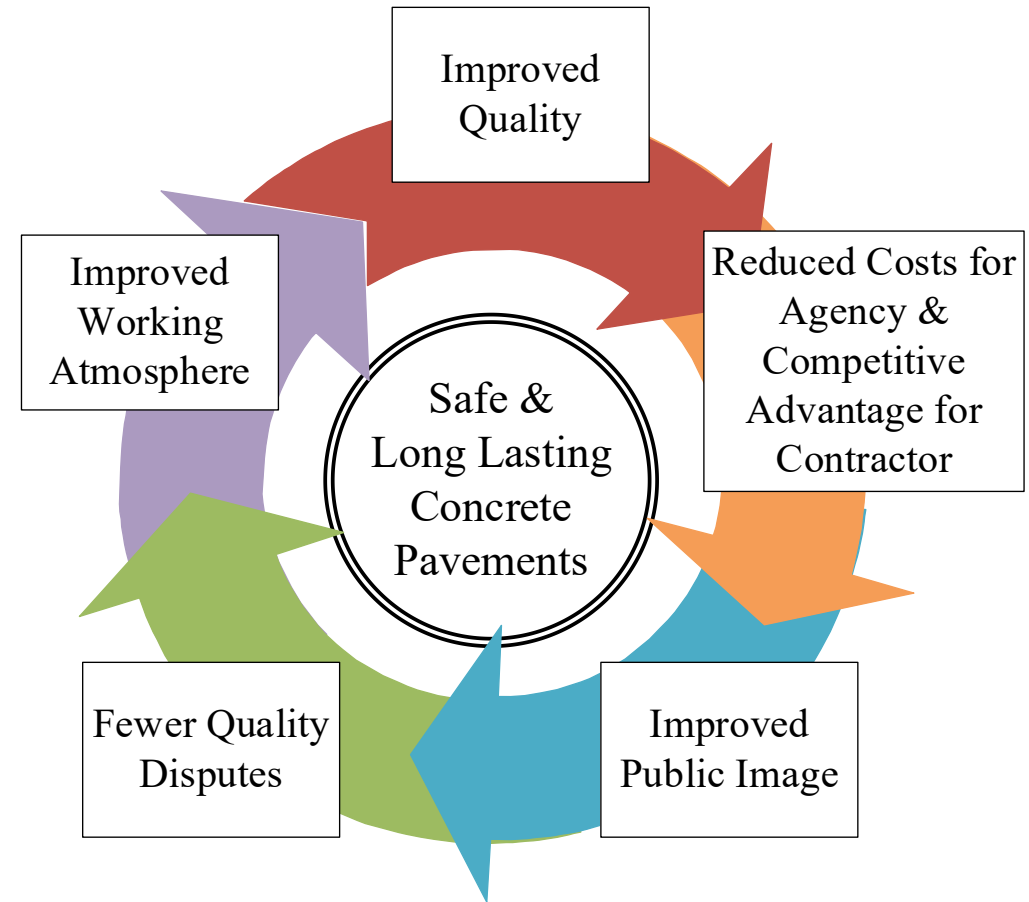 Improved
Quality
Reduced Costs for
Agency &
Competitive
Advantage for
Contractor
Improved
Public Image
Fewer Quality
Disputes
Improved
Working
Atmosphere
Safe &
Long Lasting
Concrete
Pavements